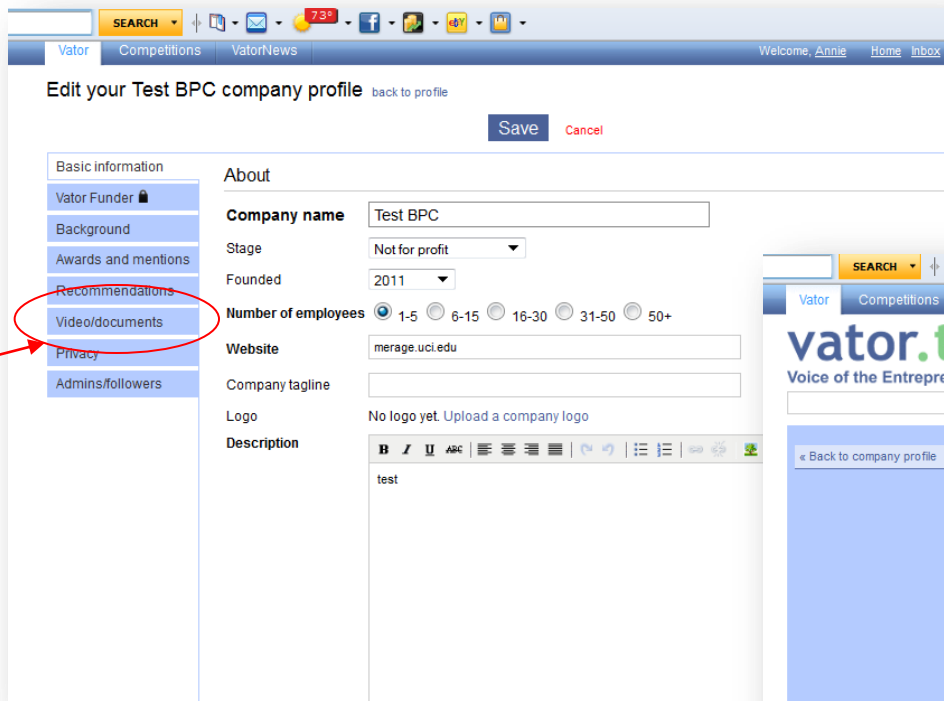 SEARCH
73°
f
ebY
Vator Competitions VatorNews Welcome, Annie Home Inbox
Edit your Test BPC company profile back to profile
Save Cancel
Basic information
Vator Funder
Background
Awards and mentions
Recommendations
Video/documents
Privacy
Admins/followers
About
Company name Test BPC
Stage Not for profit
Founded 2011
Number of employees 1-5 6-15 16-30 31-50 50+
Website merage.uci.edu
Company tagline
Logo No logo yet. Upload a company logo
Description
B I U ABC
test
SEARCH
Vator Competitions
vator.t
Voice of the Entrepre
« Back to company profile